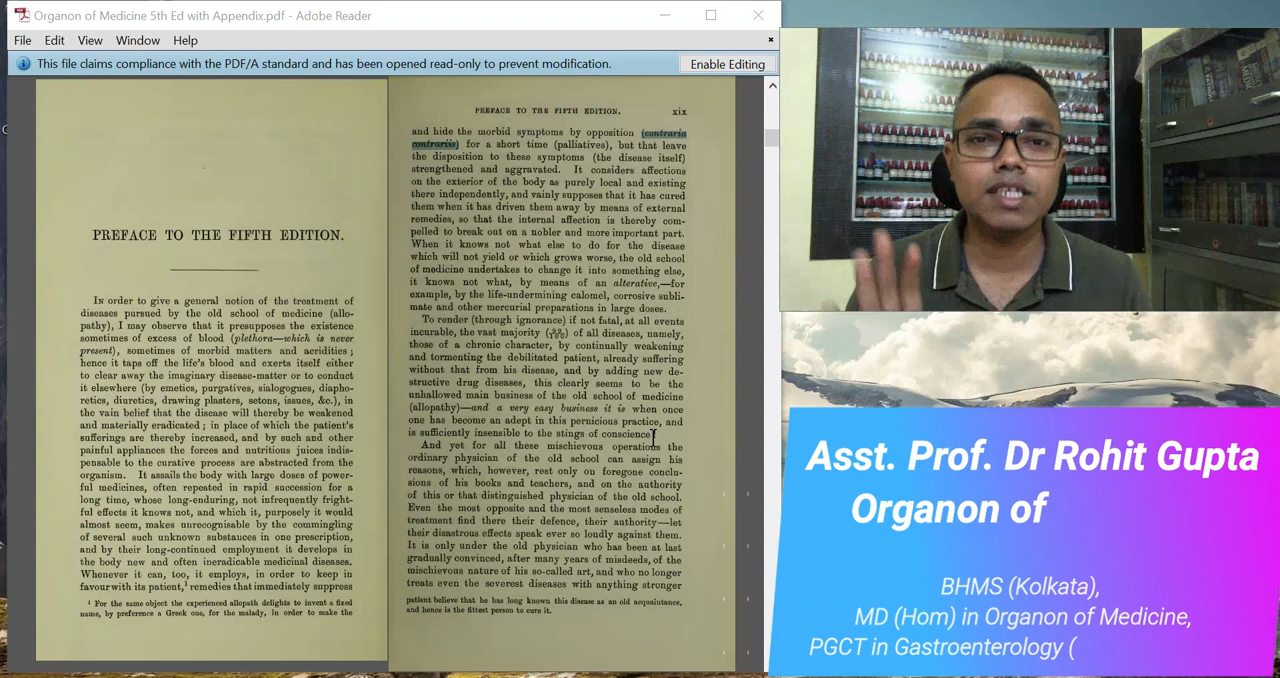 Organon of Medicine 5th Ed with Appendix.pdf - Adobe Reader
File Edit View Window Help
This file claims compliance with the PDF/A standard and has been opened read-only to prevent modification.
Enable Editing
PREFACE TO THE FIFTH EDITION.
In order to give a general notion of the treatment of
diseases pursued by the old school of medicine (allo-
pathy), I may observe that it presupposes the existence
sometimes of excess of blood (plethora—which is never
present), sometimes of morbid matters and acridities;
hence it taps off the life's blood and exerts itself either
to clear away the imaginary disease-matter or to conduct
it elsewhere (by emetics, purgatives, sialogogues, diapho-
retics, diuretics, drawing plasters, setons, issues, &c.), in
the vain belief that the disease will thereby be weakened
and materially eradicated; in place of which the patient's
sufferings are thereby increased, and by such and other
painful appliances the forces and nutritious juices indis-
pensable to the curative process are abstracted from the
organism. It assails the body with large doses of power-
ful medicines, often repeated in rapid succession for a
long time, whose long-enduring, not infrequently fright-
ful effects it knows not, and which it, purposely it would
almost seem, makes unrecognisable by the commingling
of several such unknown substances in one prescription,
and by their long-continued employment it develops in
the body new and often ineradicable medicinal diseases.
Whenever it can, too, it employs, in order to keep in
favour with its patient,¹ remedies that immediately suppress
¹ For the same object the experienced allopath delights to invent a fixed
name, by preference a Greek one, for the malady, in order to make the
PREFACE TO THE FIFTH EDITION. xix
and hide the morbid symptoms by opposition (contraria
contrariis) for a short time (palliatives), but that leave
the disposition to these symptoms (the disease itself)
strengthened and aggravated. It considers affections
on the exterior of the body as purely local and existing
there independently, and vainly supposes that it has cured
them when it has driven them away by means of external
remedies, so that the internal affection is thereby com-
pelled to break out on a nobler and more important part.
When it knows not what else to do for the disease
which will not yield or which grows worse, the old school
of medicine undertakes to change it into something else,
it knows not what, by means of an alterative,—for
example, by the life-undermining calomel, corrosive subli-
mate and other mercurial preparations in large doses.
To render (through ignorance) if not fatal, at all events
incurable, the vast majority (99/100) of all diseases, namely,
those of a chronic character, by continually weakening
and tormenting the debilitated patient, already suffering
without that from his disease, and by adding new de-
structive drug diseases, this clearly seems to be the
unhallowed main business of the old school of medicine
(allopathy)—and a very easy business it is when once
one has become an adept in this pernicious practice, and
is sufficiently insensible to the stings of conscience
And yet for all these mischievous operations the
ordinary physician of the old school can assign his
reasons, which, however, rest only on foregone conclu-
sions of his books and teachers, and on the authority
of this or that distinguished physician of the old school.
Even the most opposite and the most senseless modes of
treatment find there their defence, their authority—let
their disastrous effects speak ever so loudly against them.
It is only under the old physician who has been at last
gradually convinced, after many years of misdeeds, of the
mischievous nature of his so-called art, and who no longer
treats even the severest diseases with anything stronger
patient believe that he has long known this disease as an old acquaintance,
and hence is the fittest person to cure it.
Asst. Prof. Dr Rohit Gupta
Organon of
BHMS (Kolkata),
MD (Hom) in Organon of Medicine,
PGCT in Gastroenterology (